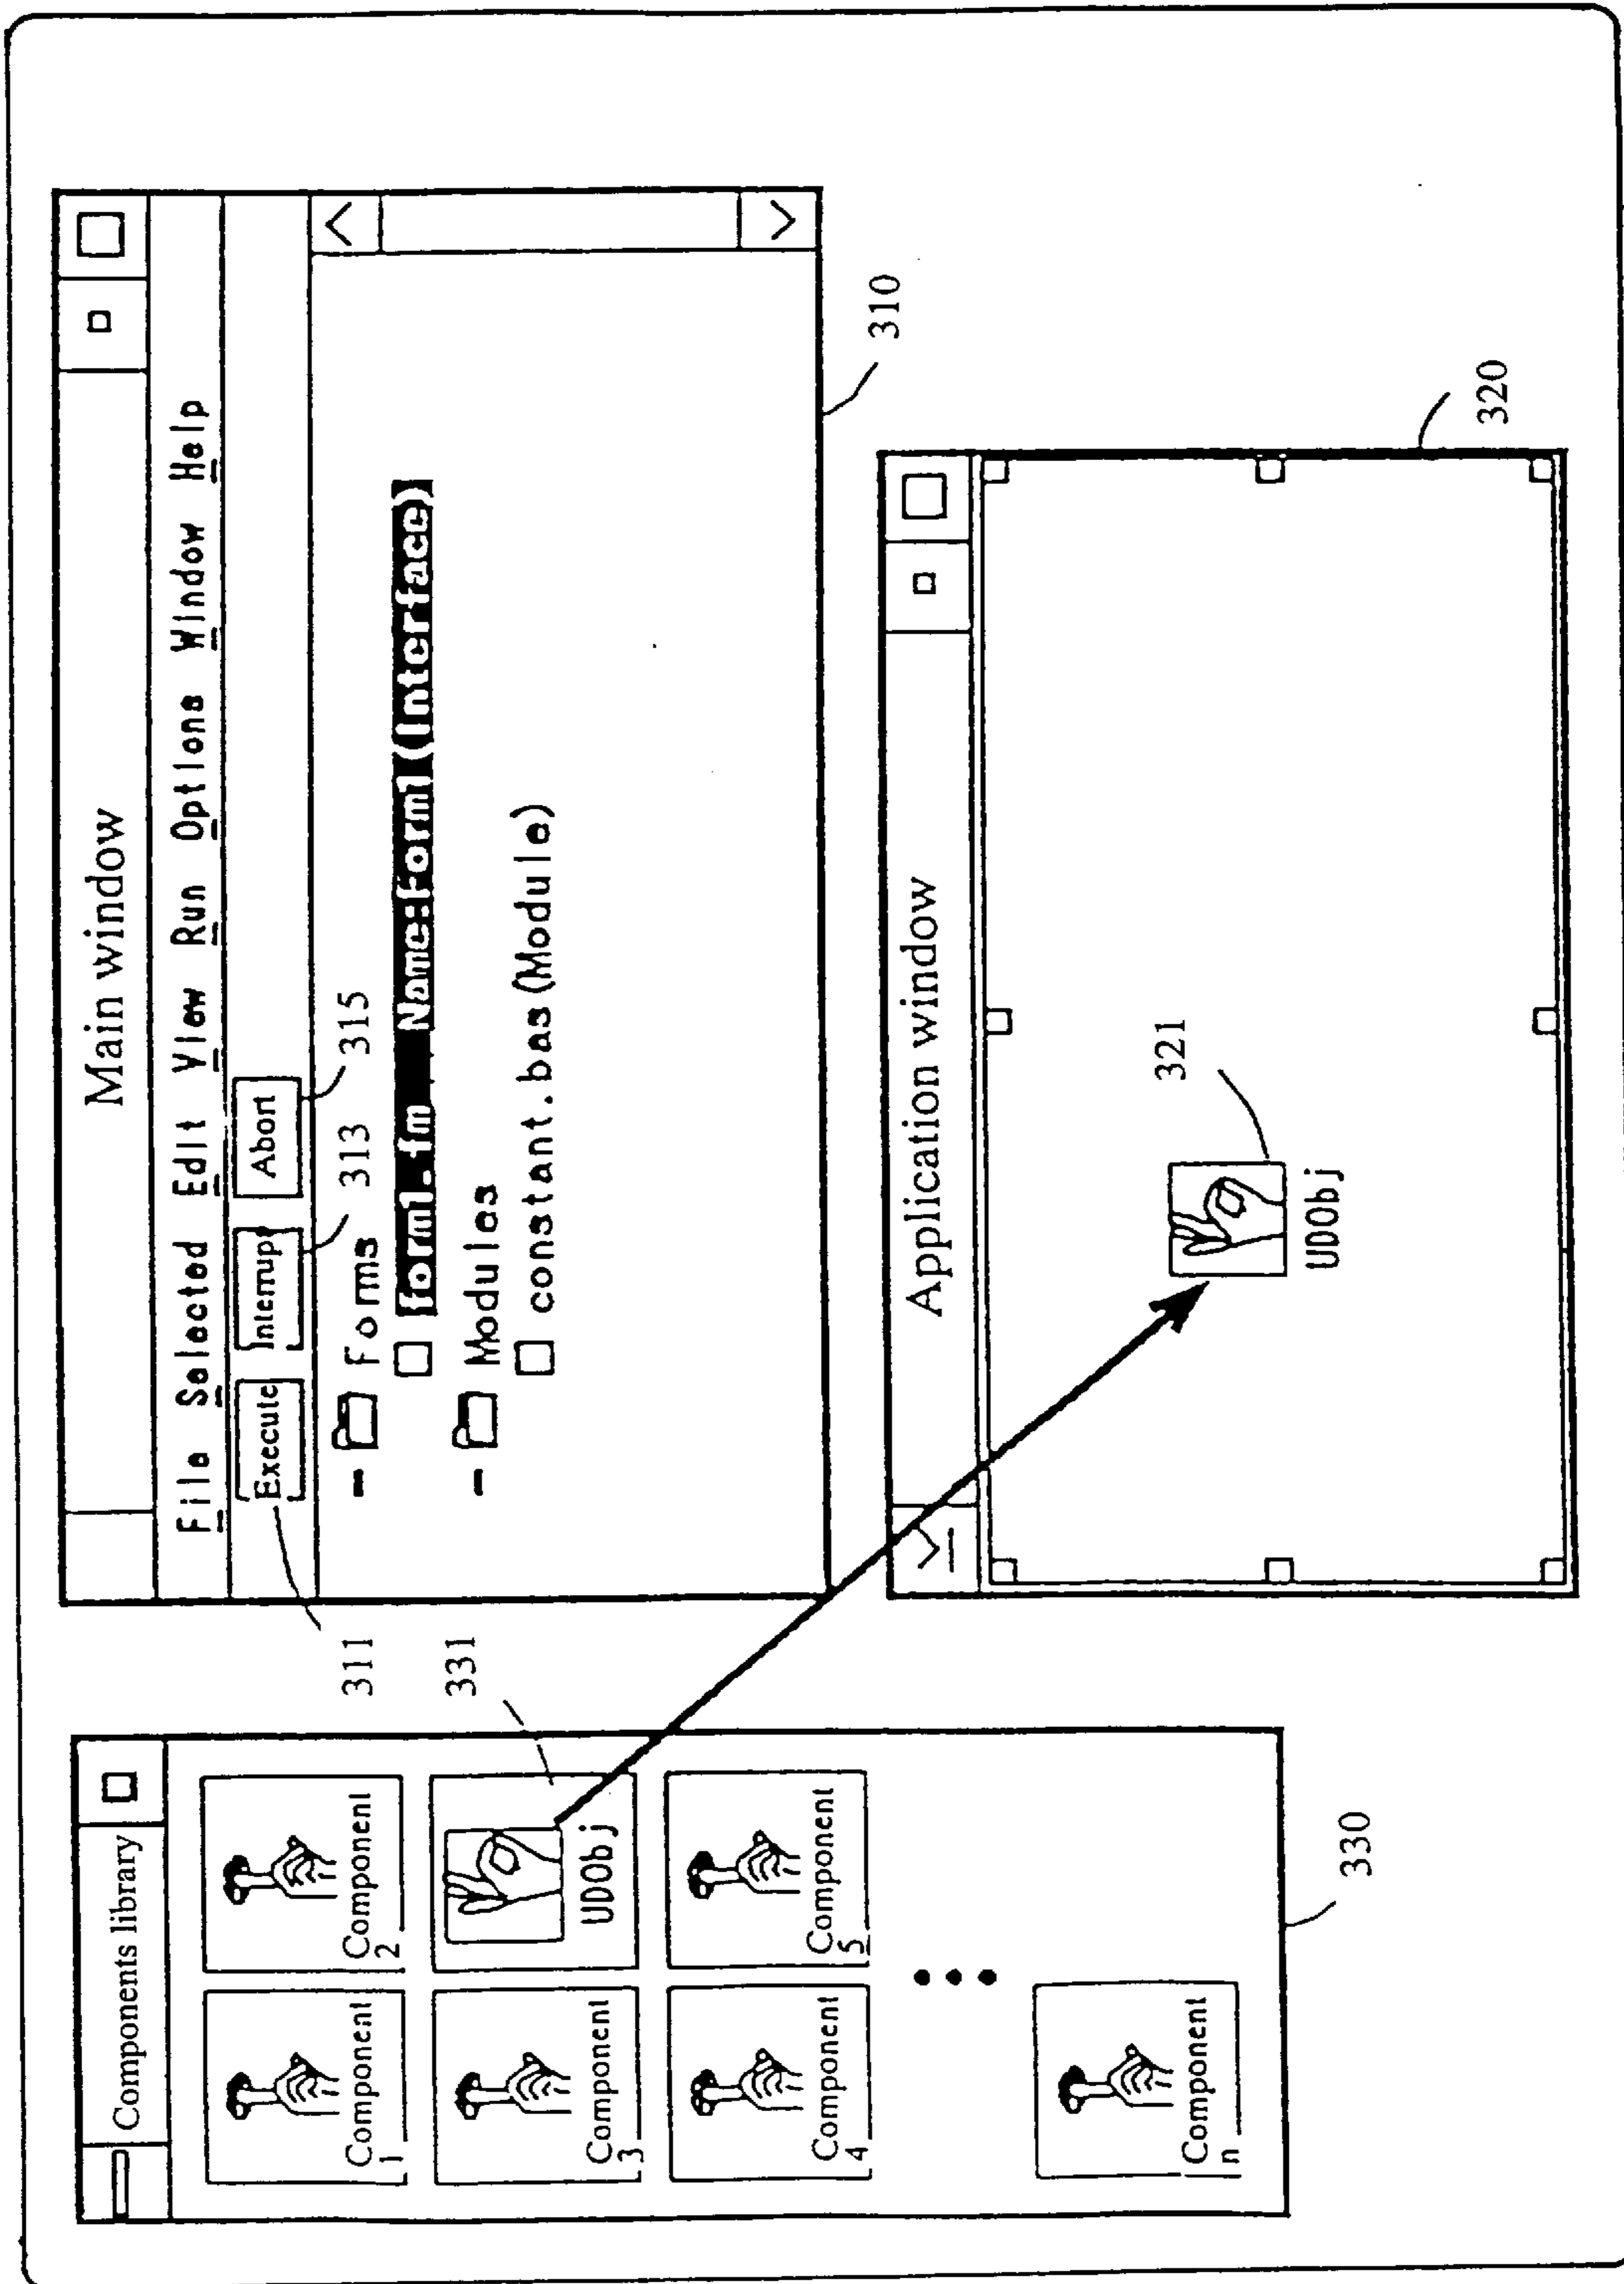 Components library
Component
1
Component
2
Component
3
UDObj
Component
4
Component
5
Component
n
330
331
311
Main window
File Selected Edit View Run Options Window Help
Execute Interrupt Abort
313
315
Forms
form1.fm Name:Form1(Interface)
Modules
constant.bas(Module)
310
Application window
321
UDObj
320